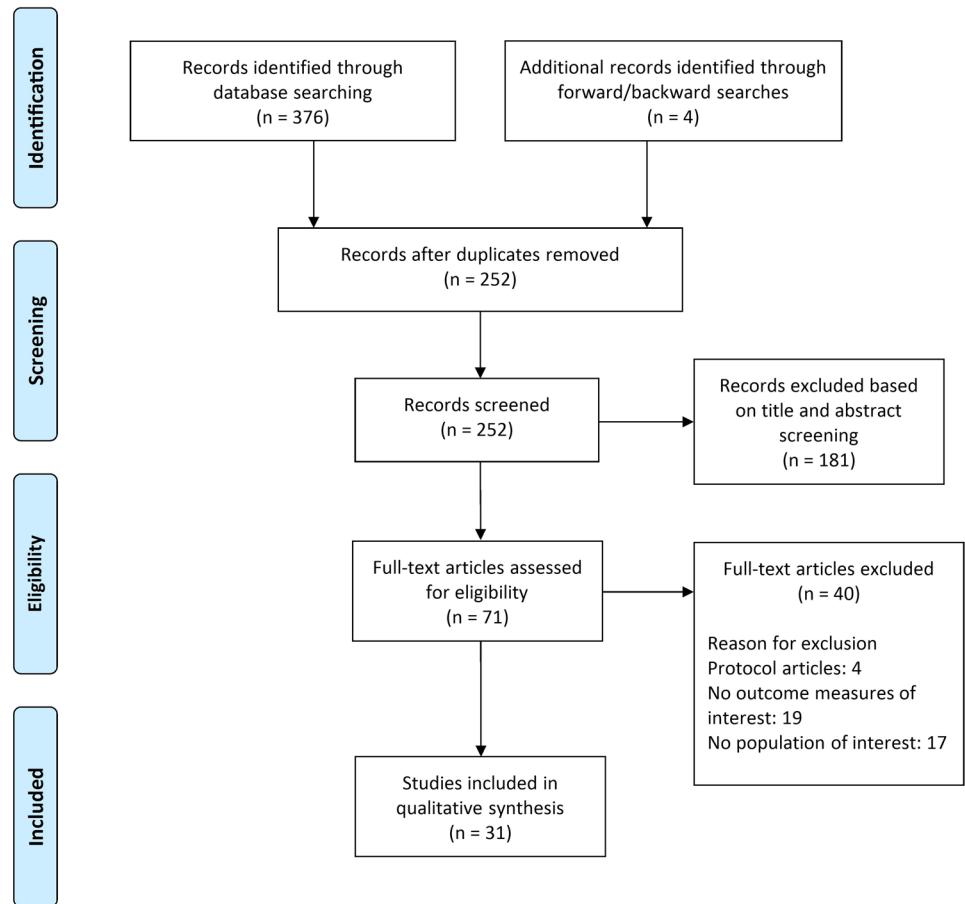 Identification
Records identified through
database searching
(n = 376)
Additional records identified through
forward/backward searches
(n = 4)
Screening
Records after duplicates removed
(n = 252)
Records screened
(n = 252)
Records excluded based
on title and abstract
screening
(n = 181)
Eligibility
Full-text articles assessed
for eligibility
(n = 71)
Full-text articles excluded
(n = 40)
Reason for exclusion
Protocol articles: 4
No outcome measures of
interest: 19
No population of interest: 17
Included
Studies included in
qualitative synthesis
(n = 31)